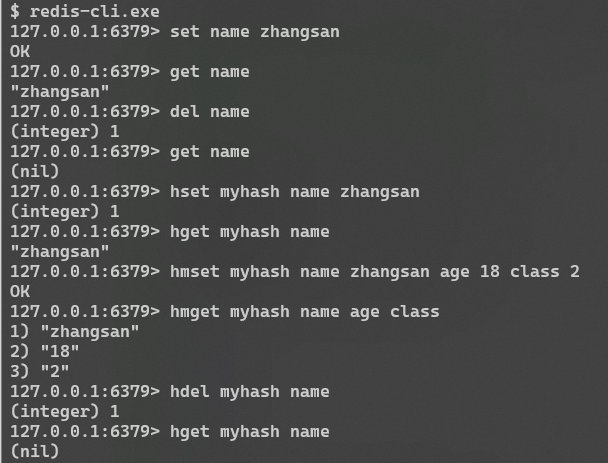 $ redis-cli.exe
127.0.0.1:6379> set name zhangsan
OK
127.0.0.1:6379> get name
"zhangsan"
127.0.0.1:6379> del name
(integer) 1
127.0.0.1:6379> get name
(nil)
127.0.0.1:6379> hset myhash name zhangsan
(integer) 1
127.0.0.1:6379> hget myhash name
"zhangsan"
127.0.0.1:6379> hmset myhash name zhangsan age 18 class 2
OK
127.0.0.1:6379> hmget myhash name age class
1) "zhangsan"
2) "18"
3) "2"
127.0.0.1:6379> hdel myhash name
(integer) 1
127.0.0.1:6379> hget myhash name
(nil)